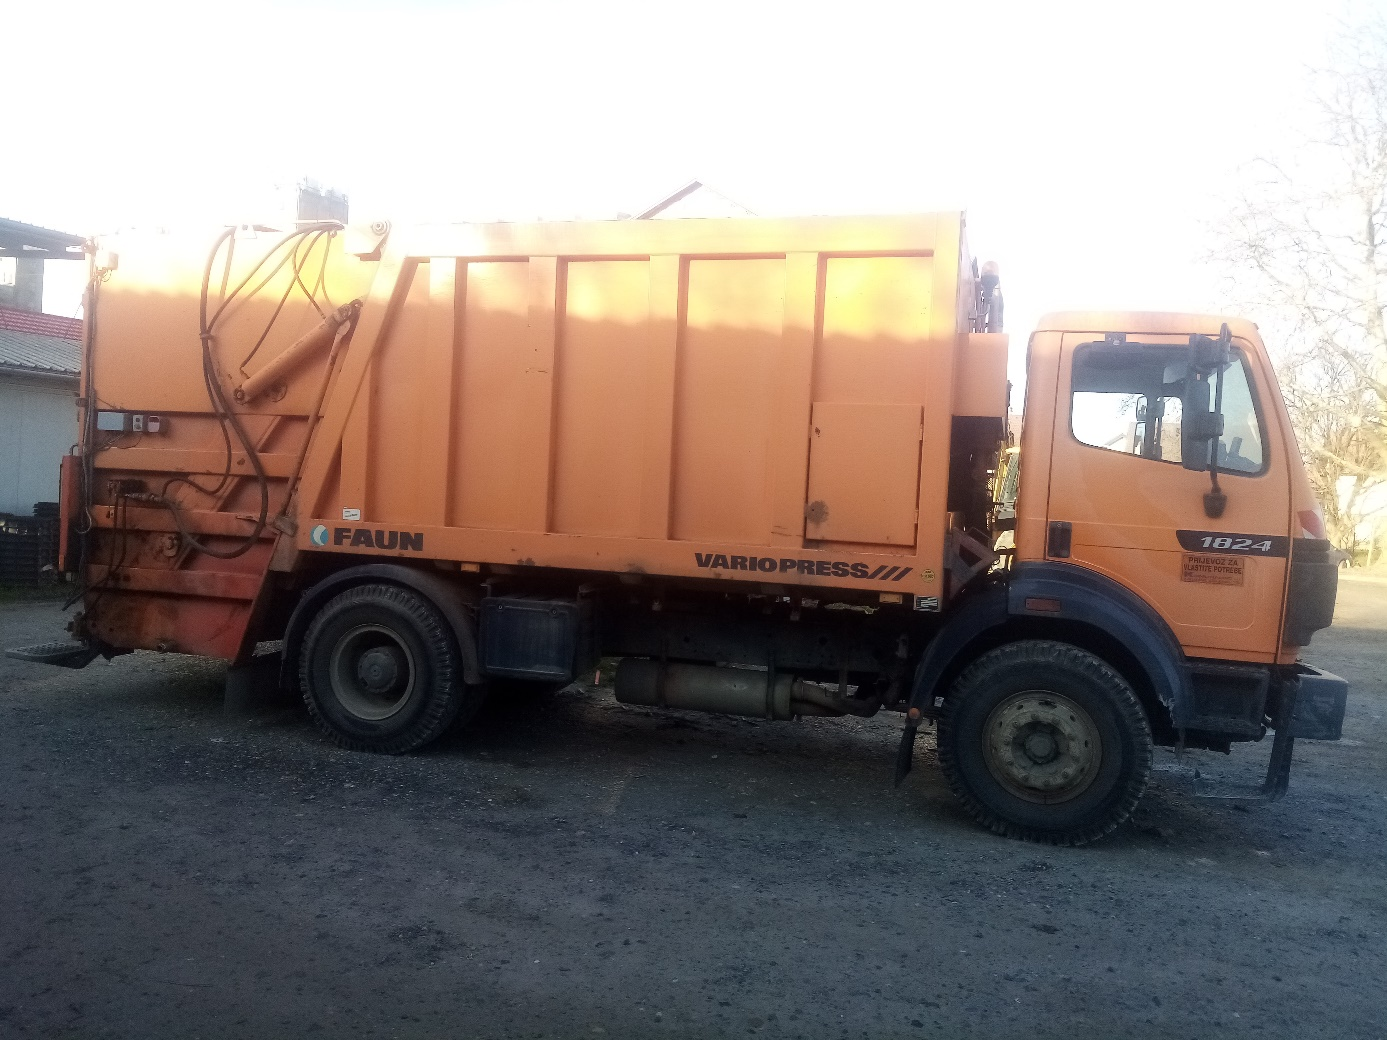 FAUN
VARIOPRESS///
1824
PRIJEVOZ ZA
VLASTITE POTREBE